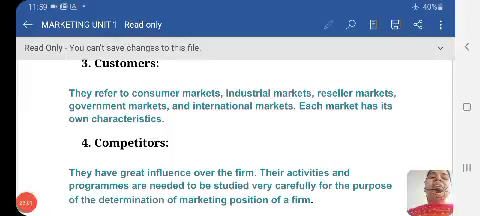 11:59
40%
MARKETING UNIT 1 Read only
Read Only - You can't save changes to this file.
3. Customers:
They refer to consumer markets, industrial markets, reseller markets,
government markets, and international markets. Each market has its
own characteristics.
4. Competitors:
They have great influence over the firm. Their activities and
programmes are needed to be studied very carefully for the purpose
of the determination of marketing position of a firm.